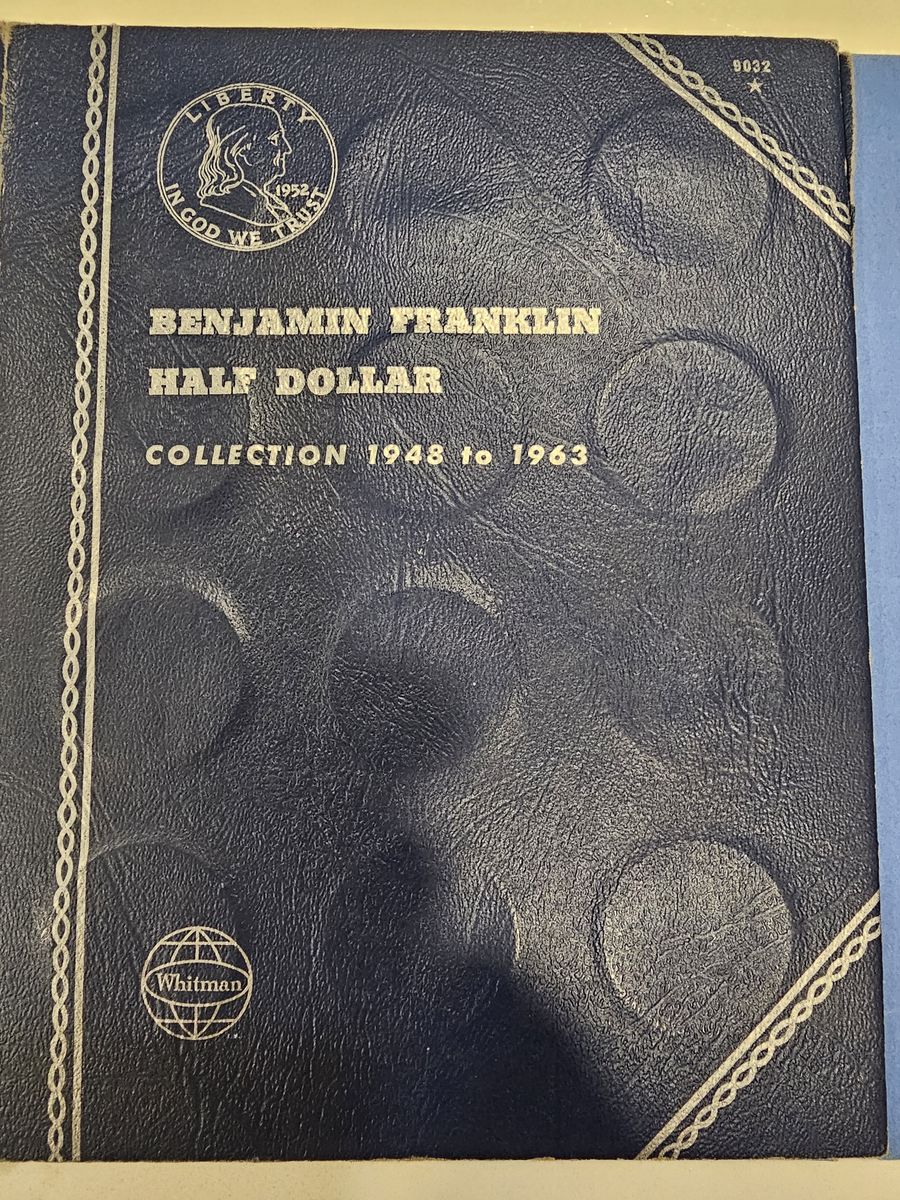 9032
LIBERTY
1952
IN GOD WE TRUST
BENJAMIN FRANKLIN
HALF DOLLAR
COLLECTION 1948 to 1963
Whitman